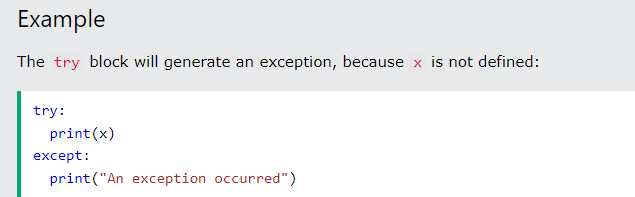 Example
The try block will generate an exception, because x is not defined:
try:
  print(x)
except:
  print("An exception occurred")